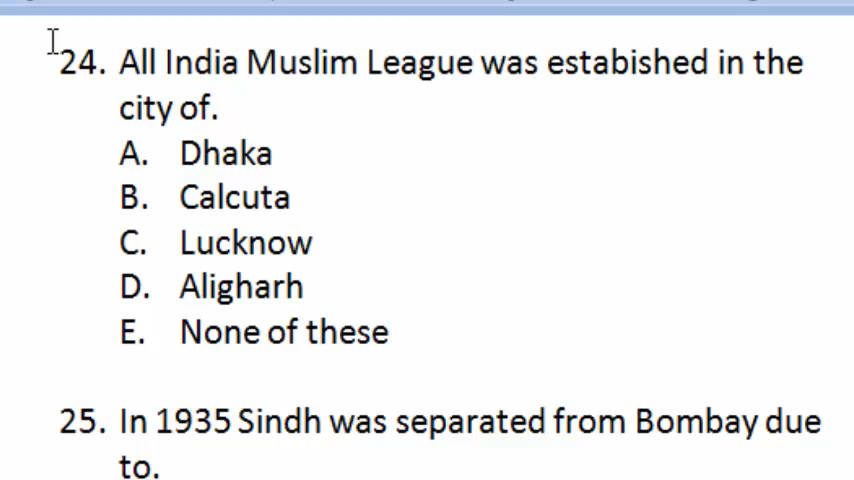 24. All India Muslim League was estabished in the
city of.
A. Dhaka
B. Calcuta
C. Lucknow
D. Aligharh
E. None of these
25. In 1935 Sindh was separated from Bombay due
to.